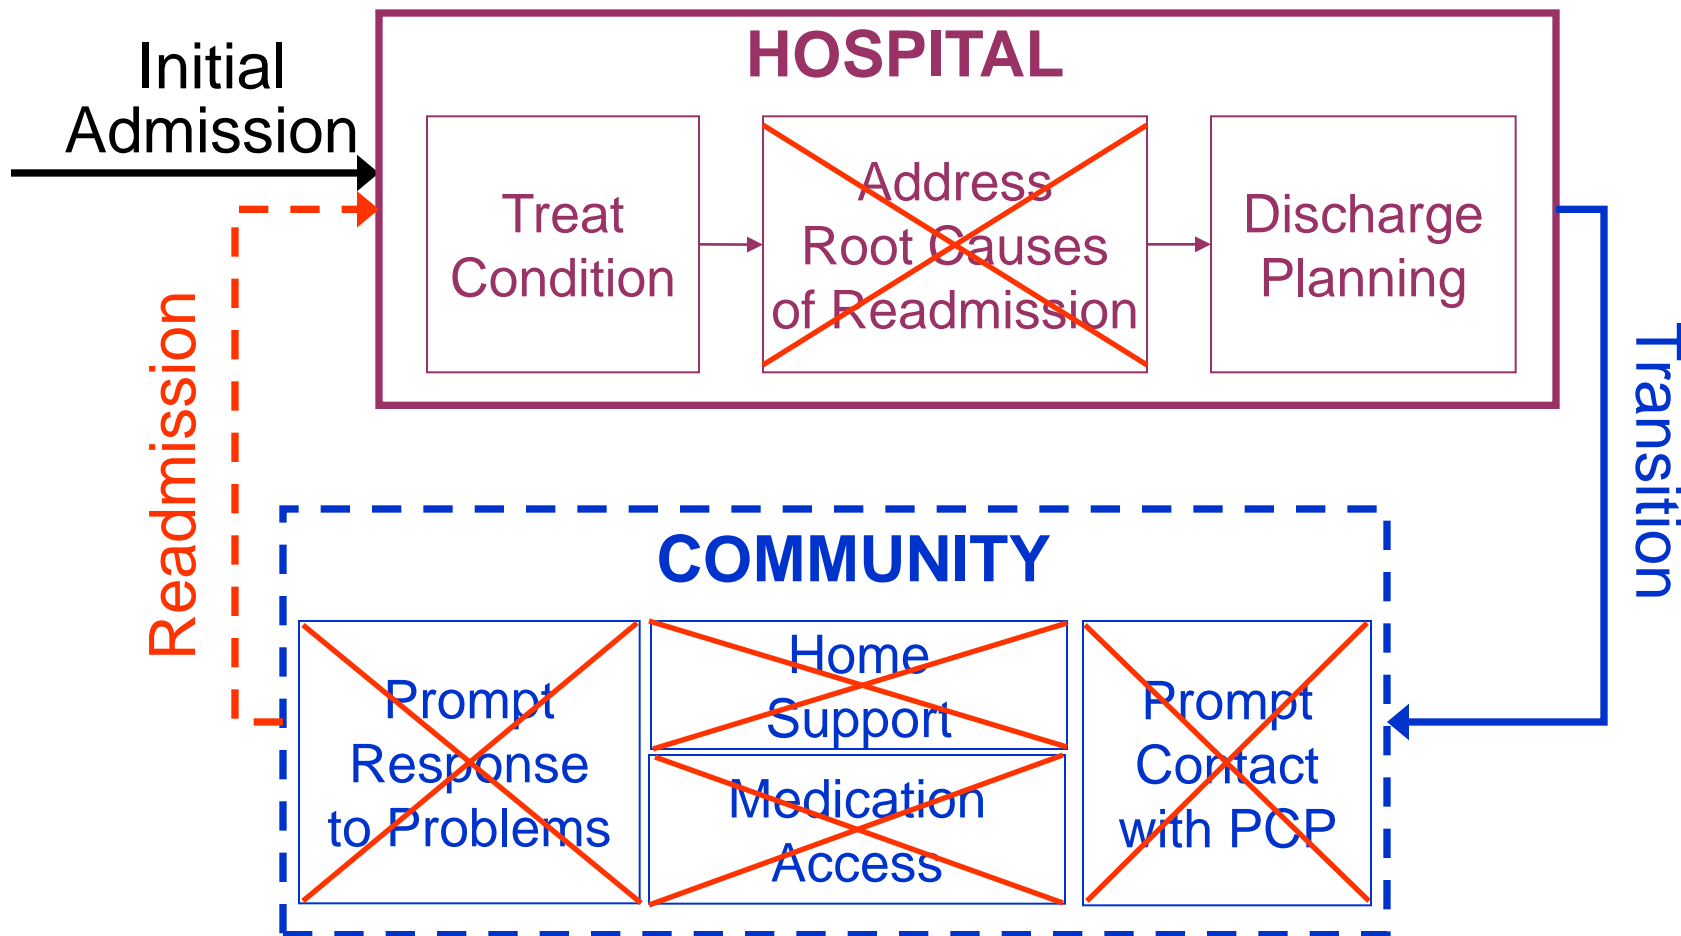 Initial
Admission
HOSPITAL
Treat
Condition
Address
Root Causes
of Readmission
Discharge
Planning
Readmission
Transition
COMMUNITY
Prompt
Response
to Problems
Home
Support
Medication
Access
Prompt
Contact
with PCP